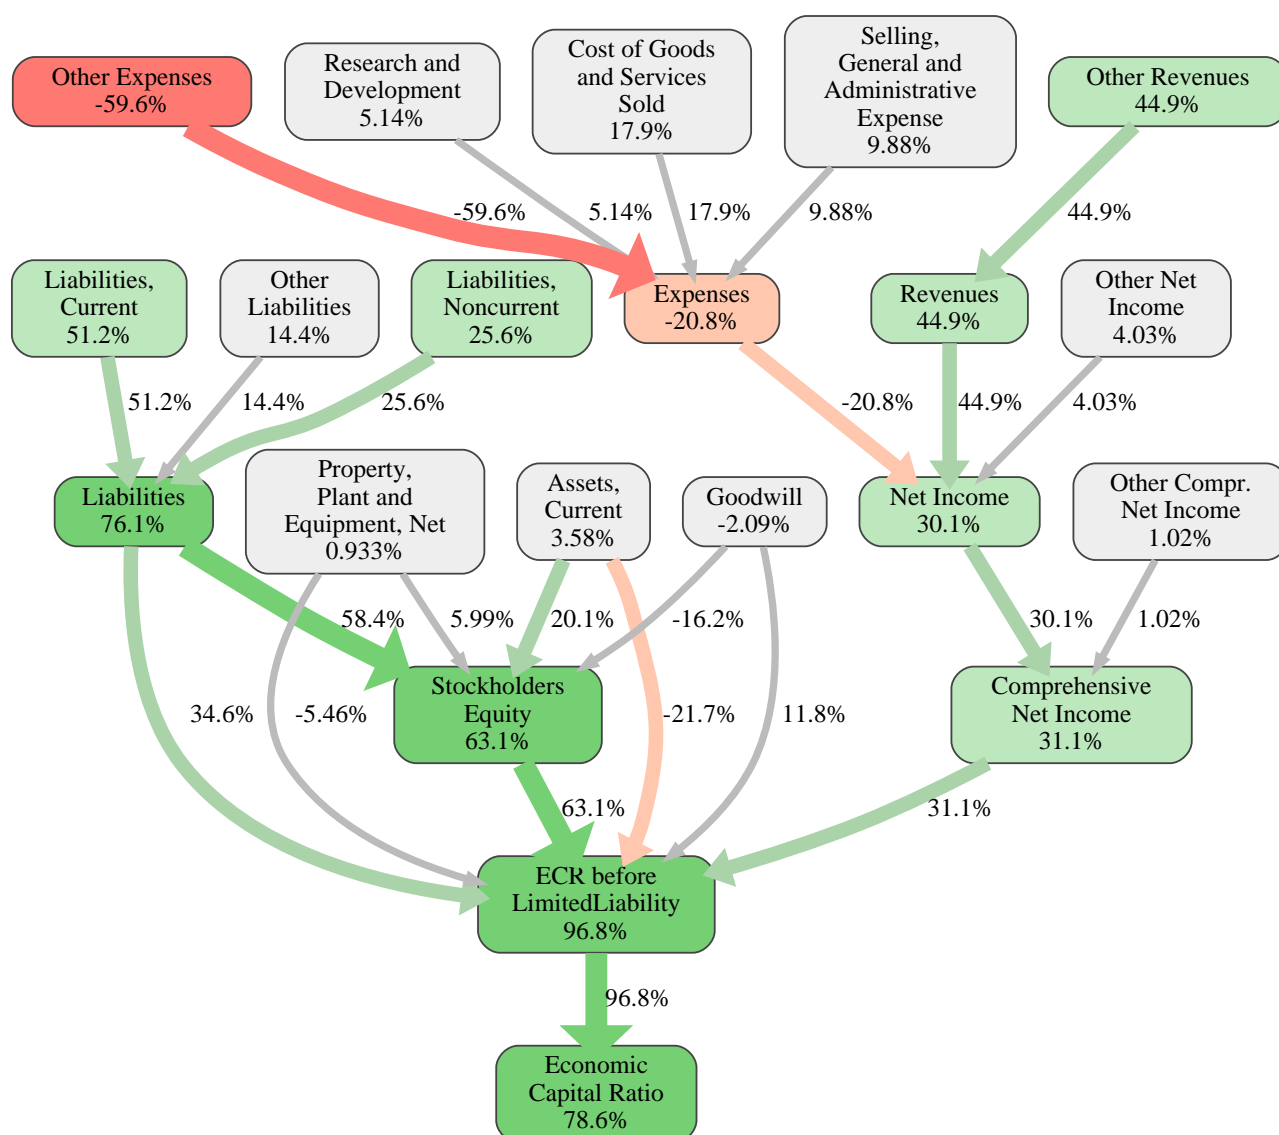 Other Expenses
-59.6%
Research and
Development
5.14%
Cost of Goods
and Services
Sold
17.9%
Selling,
General and
Administrative
Expense
9.88%
Other Revenues
44.9%
-59.6%
5.14%
17.9%
9.88%
44.9%
Liabilities,
Current
51.2%
Other
Liabilities
14.4%
Liabilities,
Noncurrent
25.6%
Expenses
-20.8%
Revenues
44.9%
Other Net
Income
4.03%
51.2%
14.4%
25.6%
-20.8%
44.9%
4.03%
Liabilities
76.1%
Property,
Plant and
Equipment, Net
0.933%
Assets,
Current
3.58%
Goodwill
-2.09%
Net Income
30.1%
Other Compr.
Net Income
1.02%
58.4%
5.99%
20.1%
-16.2%
30.1%
1.02%
34.6%
-5.46%
Stockholders
Equity
63.1%
-21.7%
11.8%
Comprehensive
Net Income
31.1%
63.1%
31.1%
ECR before
LimitedLiability
96.8%
96.8%
Economic
Capital Ratio
78.6%